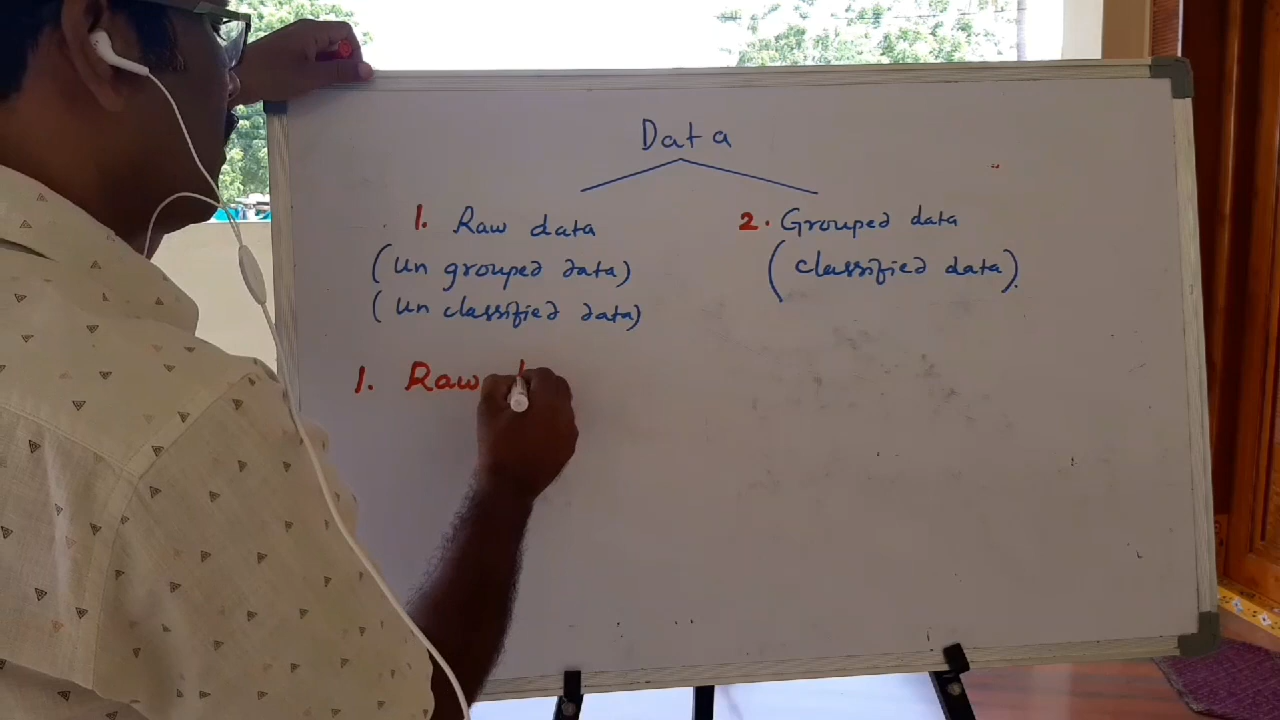 Data
1. Raw data
2. Grouped data
(Un grouped data)
(classified data).
(Un classified data)
1. Raw